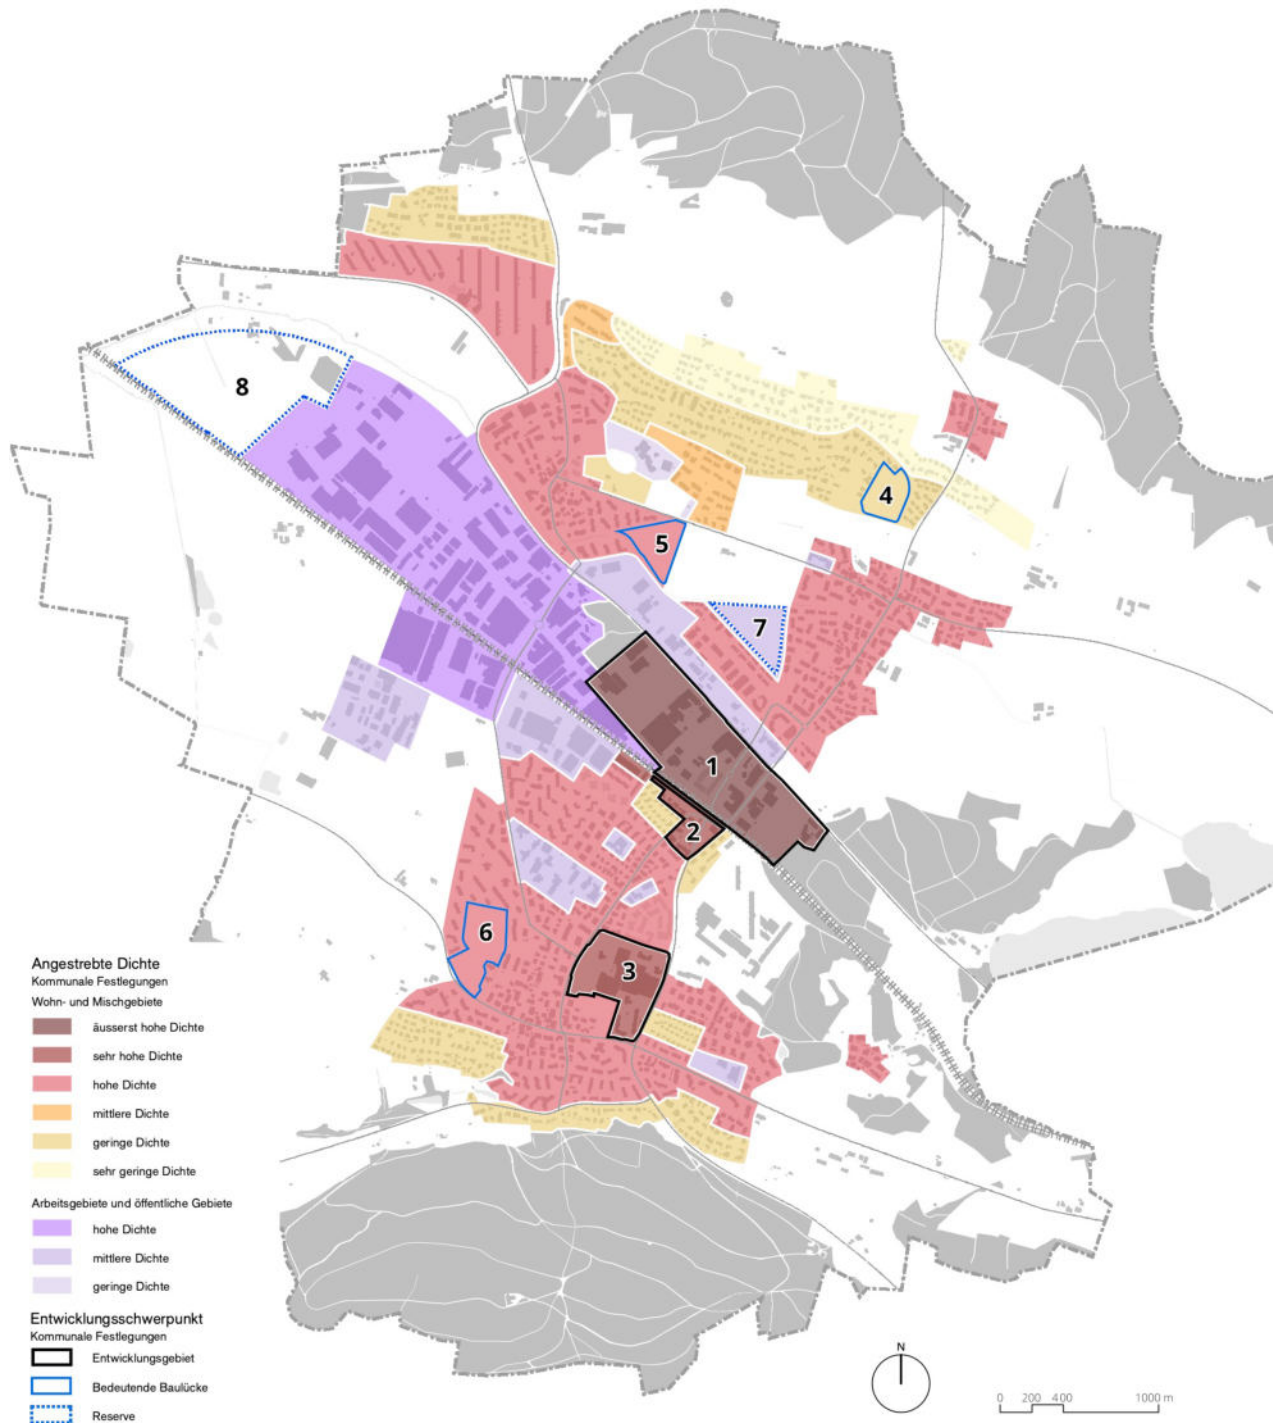 8
4
5
7
1
2
6
3
Angestrebte Dichte
Kommunale Festlegungen
Wohn- und Mischgebiete
äusserst hohe Dichte
sehr hohe Dichte
hohe Dichte
mittlere Dichte
geringe Dichte
sehr geringe Dichte
Arbeitsgebiete und öffentliche Gebiete
hohe Dichte
mittlere Dichte
geringe Dichte
Entwicklungsschwerpunkt
Kommunale Festlegungen
Entwicklungsgebiet
Bedeutende Baulücke
Reserve
N
0 200 400 1000 m